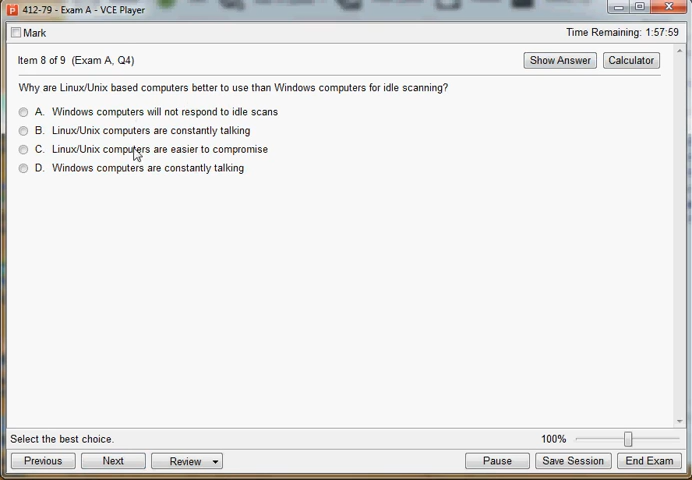 412-79 - Exam A - VCE Player
Mark
Time Remaining: 1:57:59
Item 8 of 9 (Exam A, Q4)
Show Answer
Calculator
Why are Linux/Unix based computers better to use than Windows computers for idle scanning?
A. Windows computers will not respond to idle scans
B. Linux/Unix computers are constantly talking
C. Linux/Unix computers are easier to compromise
D. Windows computers are constantly talking
Select the best choice.
100%
Previous
Next
Review
Pause
Save Session
End Exam